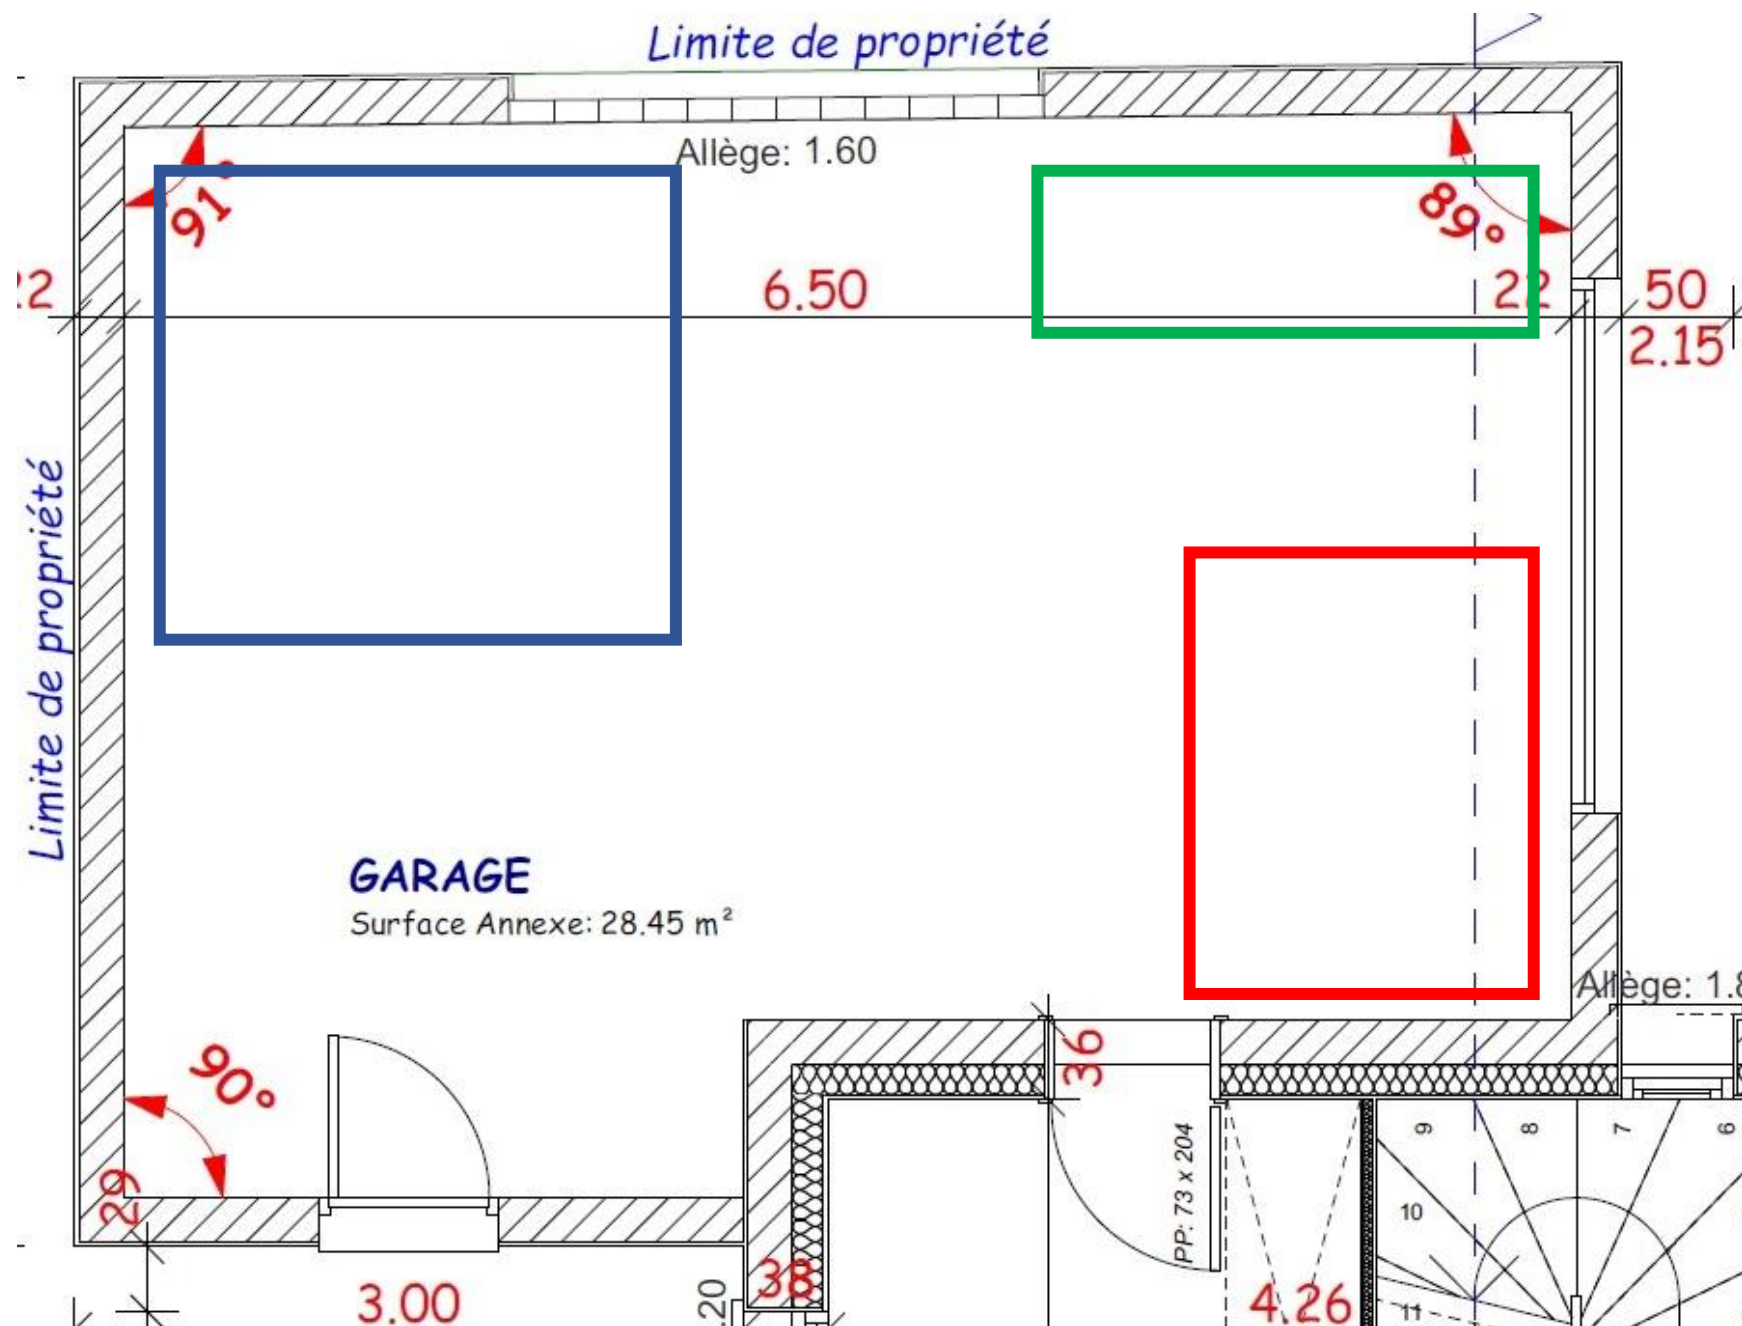 Limite de propriété
Allège: 1.60
91°
89°
6.50
22
50
2.15
Limite de propriété
GARAGE
Surface Annexe: 28.45 m²
Allège: 1.8
36
90°
29
PP: 73 x 204
9
8
7
6
10
11
38
3.00
.20
4.26